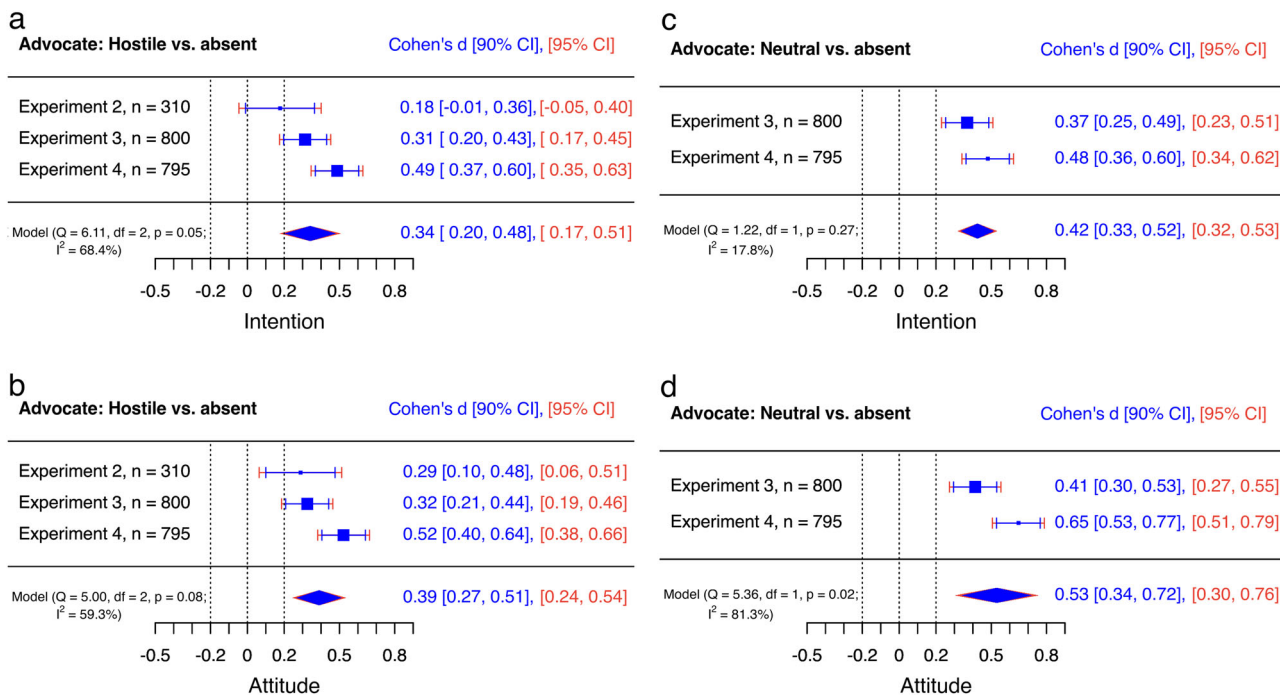 a
Advocate: Hostile vs. absent Cohen's d [90% CI], [95% CI]
Experiment 2, n = 310 0.18 [-0.01, 0.36], [-0.05, 0.40]
Experiment 3, n = 800 0.31 [ 0.20, 0.43], [ 0.17, 0.45]
Experiment 4, n = 795 0.49 [ 0.37, 0.60], [ 0.35, 0.63]
Model (Q = 6.11, df = 2, p = 0.05; 0.34 [ 0.20, 0.48], [ 0.17, 0.51]
I² = 68.4%)
-0.5 -0.2 0 0.2 0.5 0.8
Intention
b
Advocate: Hostile vs. absent Cohen's d [90% CI], [95% CI]
Experiment 2, n = 310 0.29 [0.10, 0.48], [0.06, 0.51]
Experiment 3, n = 800 0.32 [0.21, 0.44], [0.19, 0.46]
Experiment 4, n = 795 0.52 [0.40, 0.64], [0.38, 0.66]
Model (Q = 5.00, df = 2, p = 0.08; 0.39 [0.27, 0.51], [0.24, 0.54]
I² = 59.3%)
-0.5 -0.2 0 0.2 0.5 0.8
Attitude
c
Advocate: Neutral vs. absent Cohen's d [90% CI], [95% CI]
Experiment 3, n = 800 0.37 [0.25, 0.49], [0.23, 0.51]
Experiment 4, n = 795 0.48 [0.36, 0.60], [0.34, 0.62]
Model (Q = 1.22, df = 1, p = 0.27; 0.42 [0.33, 0.52], [0.32, 0.53]
I² = 17.8%)
-0.5 -0.2 0 0.2 0.5 0.8
Intention
d
Advocate: Neutral vs. absent Cohen's d [90% CI], [95% CI]
Experiment 3, n = 800 0.41 [0.30, 0.53], [0.27, 0.55]
Experiment 4, n = 795 0.65 [0.53, 0.77], [0.51, 0.79]
Model (Q = 5.36, df = 1, p = 0.02; 0.53 [0.34, 0.72], [0.30, 0.76]
I² = 81.3%)
-0.5 -0.2 0 0.2 0.5 0.8
Attitude